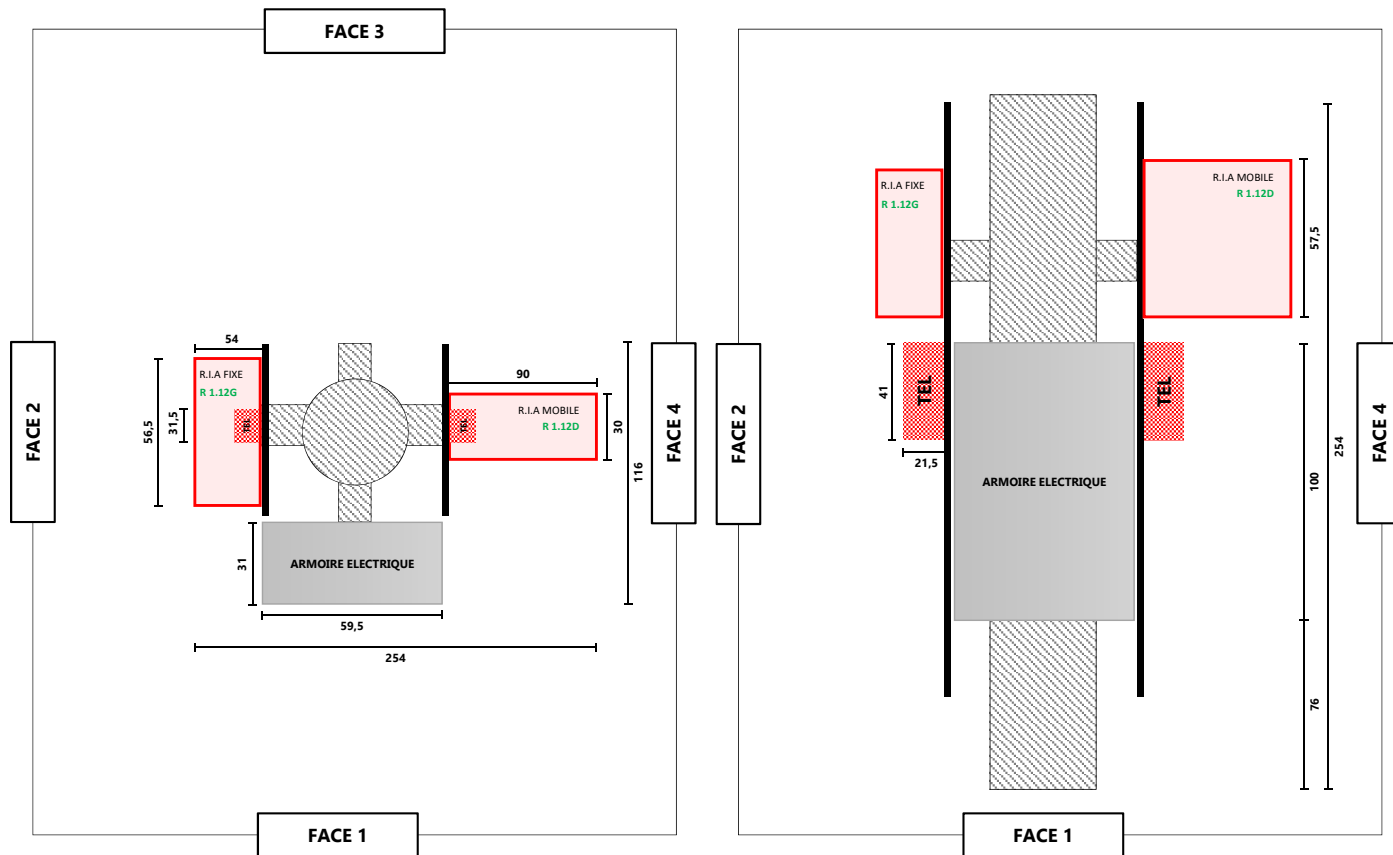 FACE 3
54
R.I.A FIXE
R 1.12G
56,5
31,5
TEL
TEL
90
R.I.A MOBILE
R 1.12D
30
116
FACE 2
FACE 4
31
ARMOIRE ELECTRIQUE
59,5
254
FACE 1
R.I.A FIXE
R 1.12G
R.I.A MOBILE
R 1.12D
57,5
41
TEL
TEL
21,5
FACE 2
FACE 4
ARMOIRE ELECTRIQUE
100
254
76
FACE 1